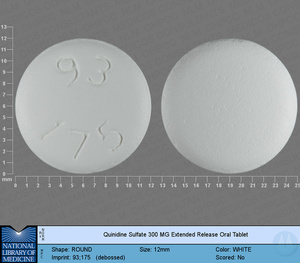 93
175
13
12
11
10
9
8
7
6
5
4
3
2
1
0
mm
0 1 2 3 4 5 6 7 8 9 10 11 12 13 14 15 16 17 18 19 20 21 22 23 24 25
NATIONAL
LIBRARY OF
MEDICINE
Quinidine Sulfate 300 MG Extended Release Oral Tablet
Shape: ROUND Size: 12mm Color: WHITE
Imprint: 93;175 (debossed) Scored: No